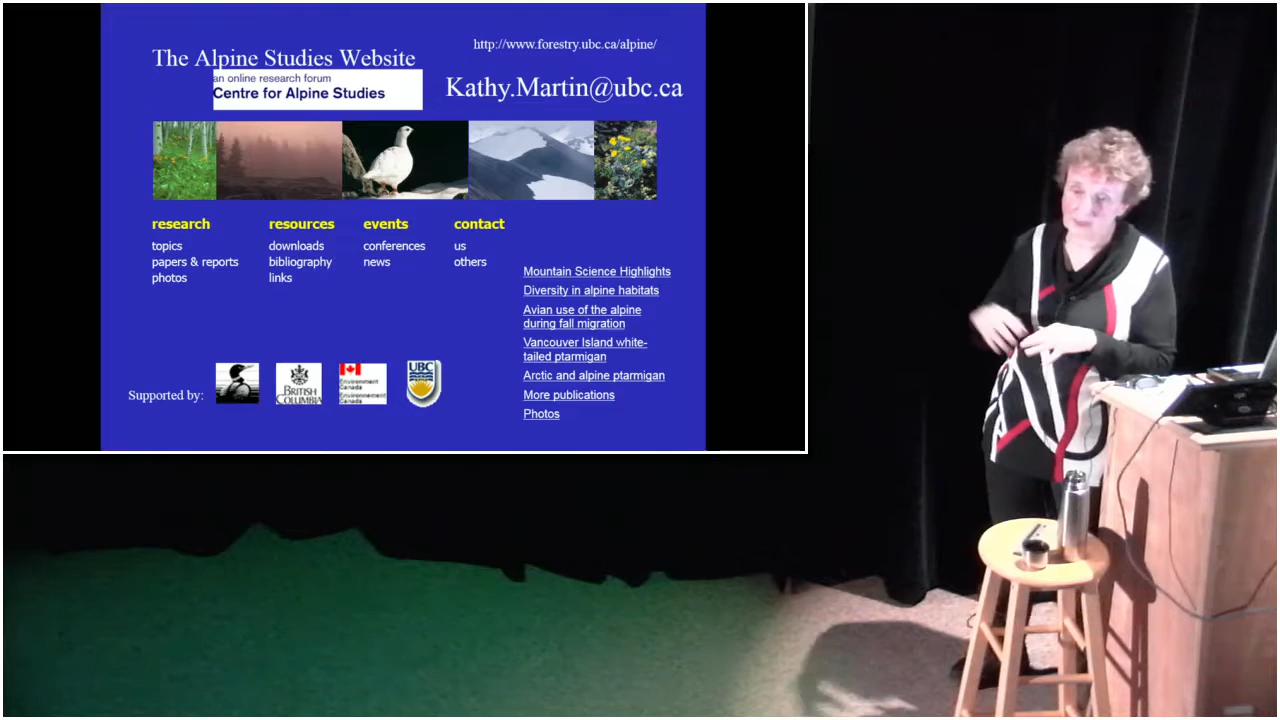 The Alpine Studies Website
http://www.forestry.ubc.ca/alpine/
an online research forum
Centre for Alpine Studies
Kathy.Martin@ubc.ca
research
topics
papers & reports
photos
resources
downloads
bibliography
links
events
conferences
news
contact
us
others
Mountain Science Highlights
Diversity in alpine habitats
Avian use of the alpine
during fall migration
Vancouver Island white-
tailed ptarmigan
Arctic and alpine ptarmigan
More publications
Photos
Supported by:
BRITISH
COLUMBIA
Environment
Canada
Environnement
Canada
UBC